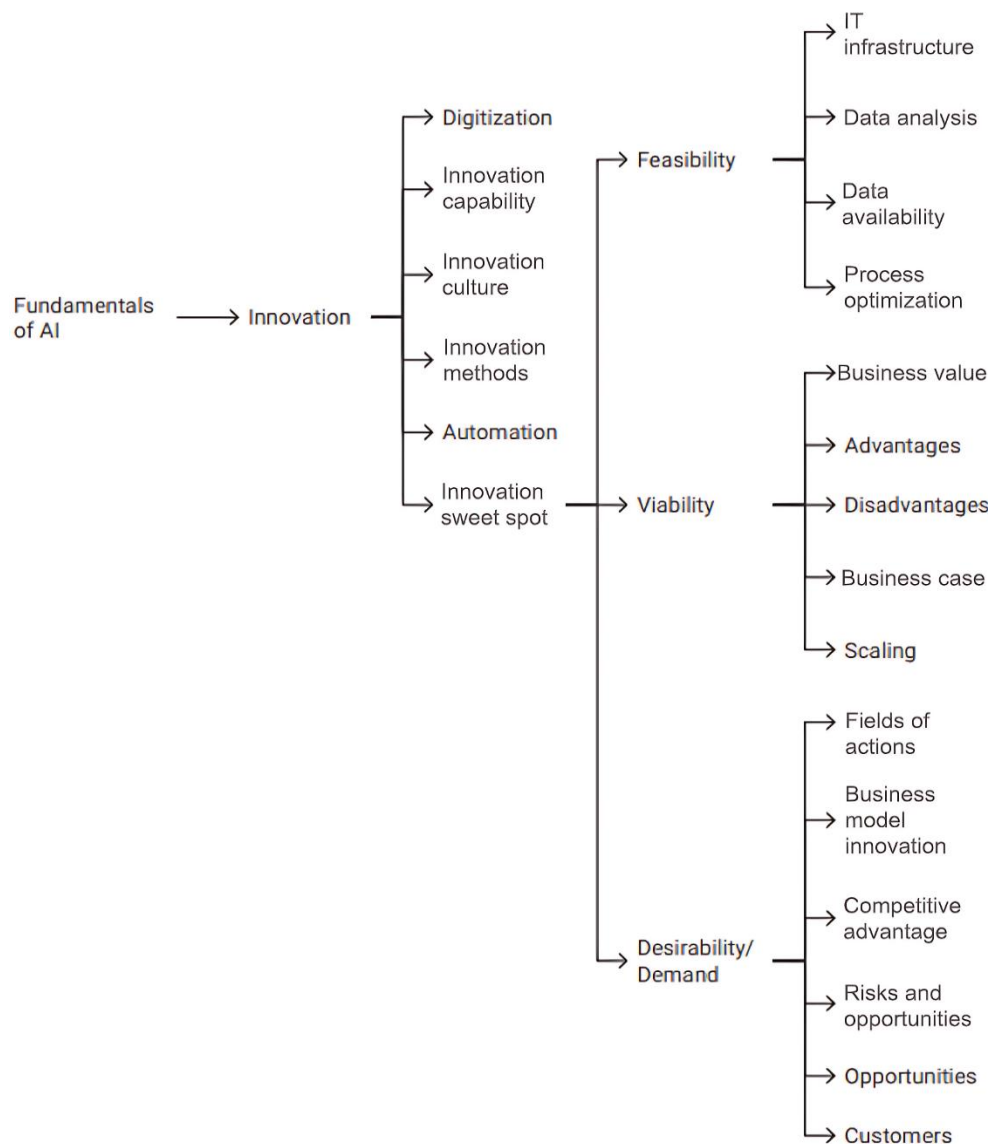 Fundamentals
of AI
Innovation
Digitization
Innovation
capability
Innovation
culture
Innovation
methods
Automation
Innovation
sweet spot
Feasibility
IT
infrastructure
Data analysis
Data
availability
Process
optimization
Viability
Business value
Advantages
Disadvantages
Business case
Scaling
Desirability/
Demand
Fields of
actions
Business
model
innovation
Competitive
advantage
Risks and
opportunities
Opportunities
Customers